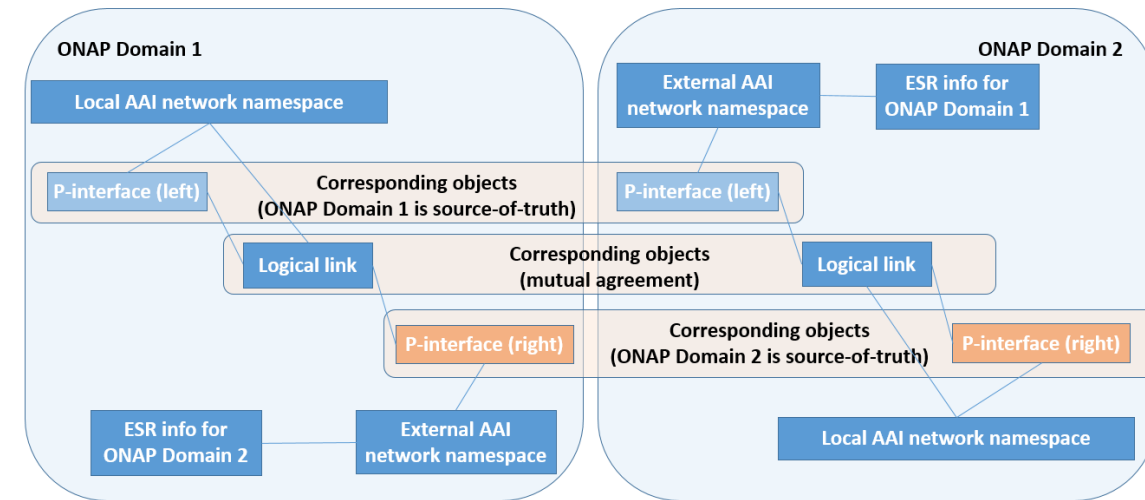 ONAP Domain 1
ONAP Domain 2
Local AAI network namespace
External AAI
network namespace
ESR info for
ONAP Domain 1
P-interface (left)
Corresponding objects
(ONAP Domain 1 is source-of-truth)
P-interface (left)
Logical link
Corresponding objects
(mutual agreement)
Logical link
P-interface (right)
Corresponding objects
(ONAP Domain 2 is source-of-truth)
P-interface (right)
ESR info for
ONAP Domain 2
External AAI
network namespace
Local AAI network namespace